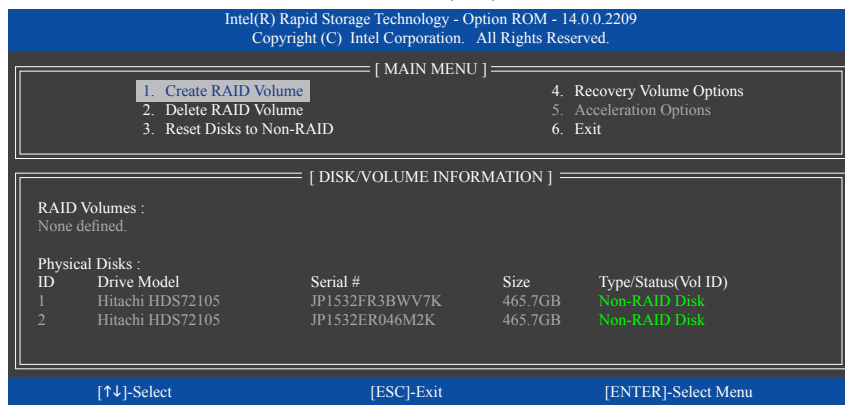 Intel(R) Rapid Storage Technology - Option ROM - 14.0.0.2209
Copyright (C) Intel Corporation. All Rights Reserved.
[ MAIN MENU ]
1. Create RAID Volume
2. Delete RAID Volume
3. Reset Disks to Non-RAID
4. Recovery Volume Options
5. Acceleration Options
6. Exit
[ DISK/VOLUME INFORMATION ]
RAID Volumes :
None defined.
Physical Disks :
ID Drive Model Serial # Size Type/Status(Vol ID)
1 Hitachi HDS72105 JP1532FR3BWV7K 465.7GB Non-RAID Disk
2 Hitachi HDS72105 JP1532ER046M2K 465.7GB Non-RAID Disk
[↑↓]-Select [ESC]-Exit [ENTER]-Select Menu